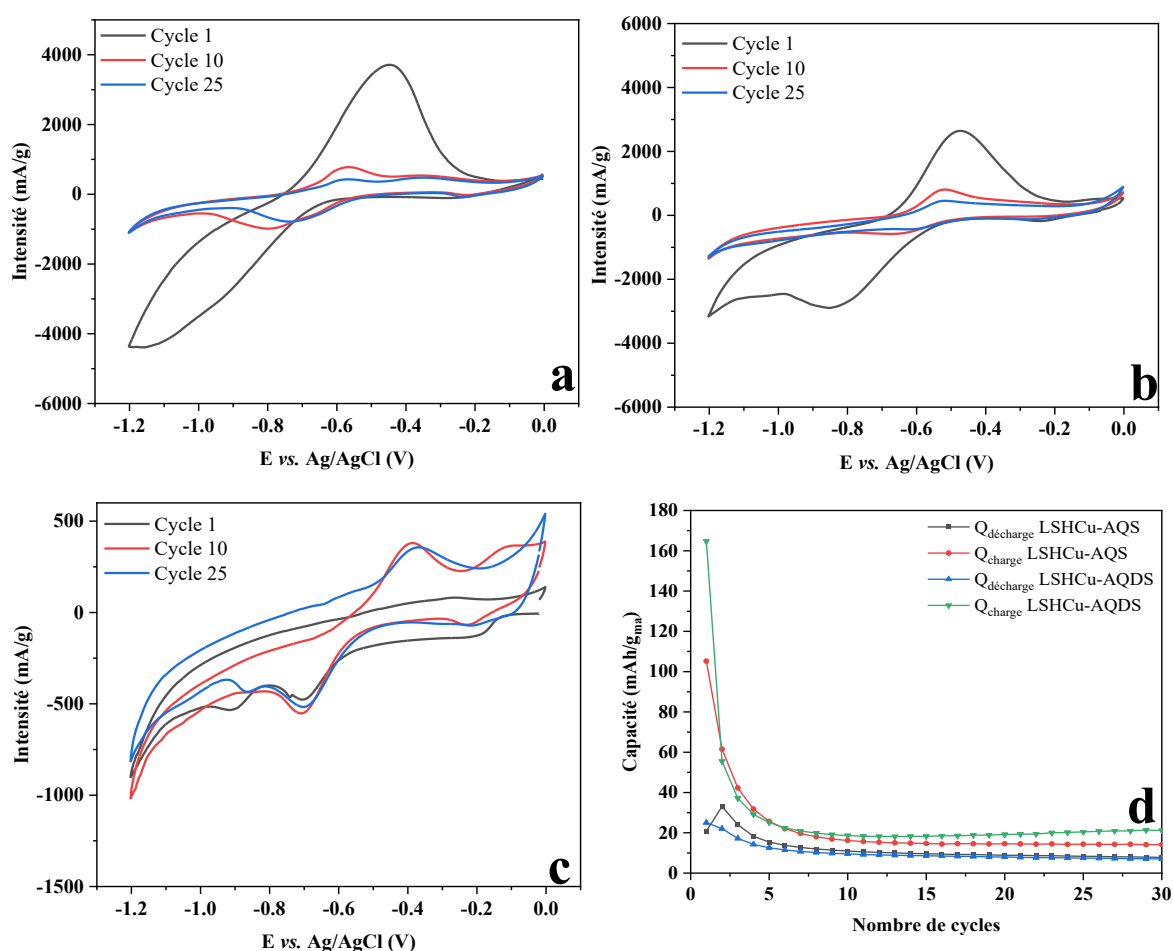 Cycle 1
Cycle 10
Cycle 25
4000
2000
0
-2000
-4000
-6000
Intensité (mA/g)
-1.2 -1.0 -0.8 -0.6 -0.4 -0.2 0.0
E vs. Ag/AgCl (V)
a
Cycle 1
Cycle 10
Cycle 25
6000
4000
2000
0
-2000
-4000
-6000
Intensité (mA/g)
-1.2 -1.0 -0.8 -0.6 -0.4 -0.2 0.0
E vs. Ag/AgCl (V)
b
Cycle 1
Cycle 10
Cycle 25
500
0
-500
-1000
-1500
Intensité (mA/g)
-1.2 -1.0 -0.8 -0.6 -0.4 -0.2 0.0
E vs. Ag/AgCl (V)
c
Qdécharge LSHCu-AQS
Qcharge LSHCu-AQS
Qdécharge LSHCu-AQDS
Qcharge LSHCu-AQDS
180
160
140
120
100
80
60
40
20
0
Capacité (mAh/gma)
0 5 10 15 20 25 30
Nombre de cycles
d